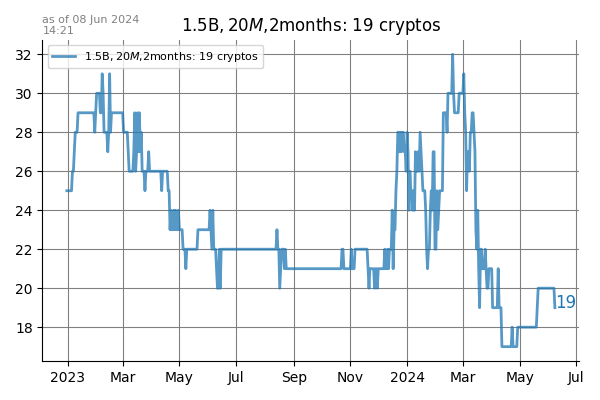 as of 08 Jun 2024
14:21
1.5B, 20M,2months: 19 cryptos
1.5B, 20M,2months: 19 cryptos
32
30
28
26
24
22
20
18
19
2023 Mar May Jul Sep Nov 2024 Mar May Jul